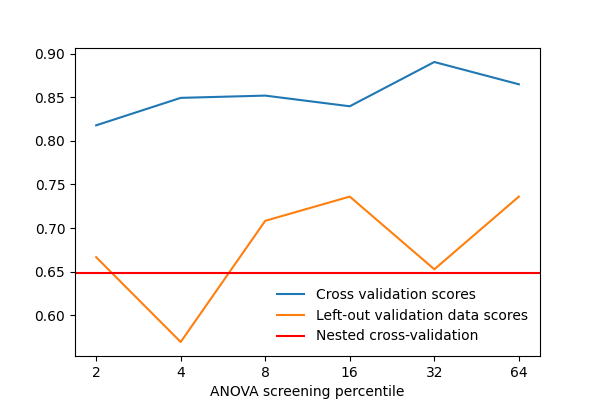 0.90
0.85
0.80
0.75
0.70
0.65
0.60
Cross validation scores
Left-out validation data scores
Nested cross-validation
2 4 8 16 32 64
ANOVA screening percentile